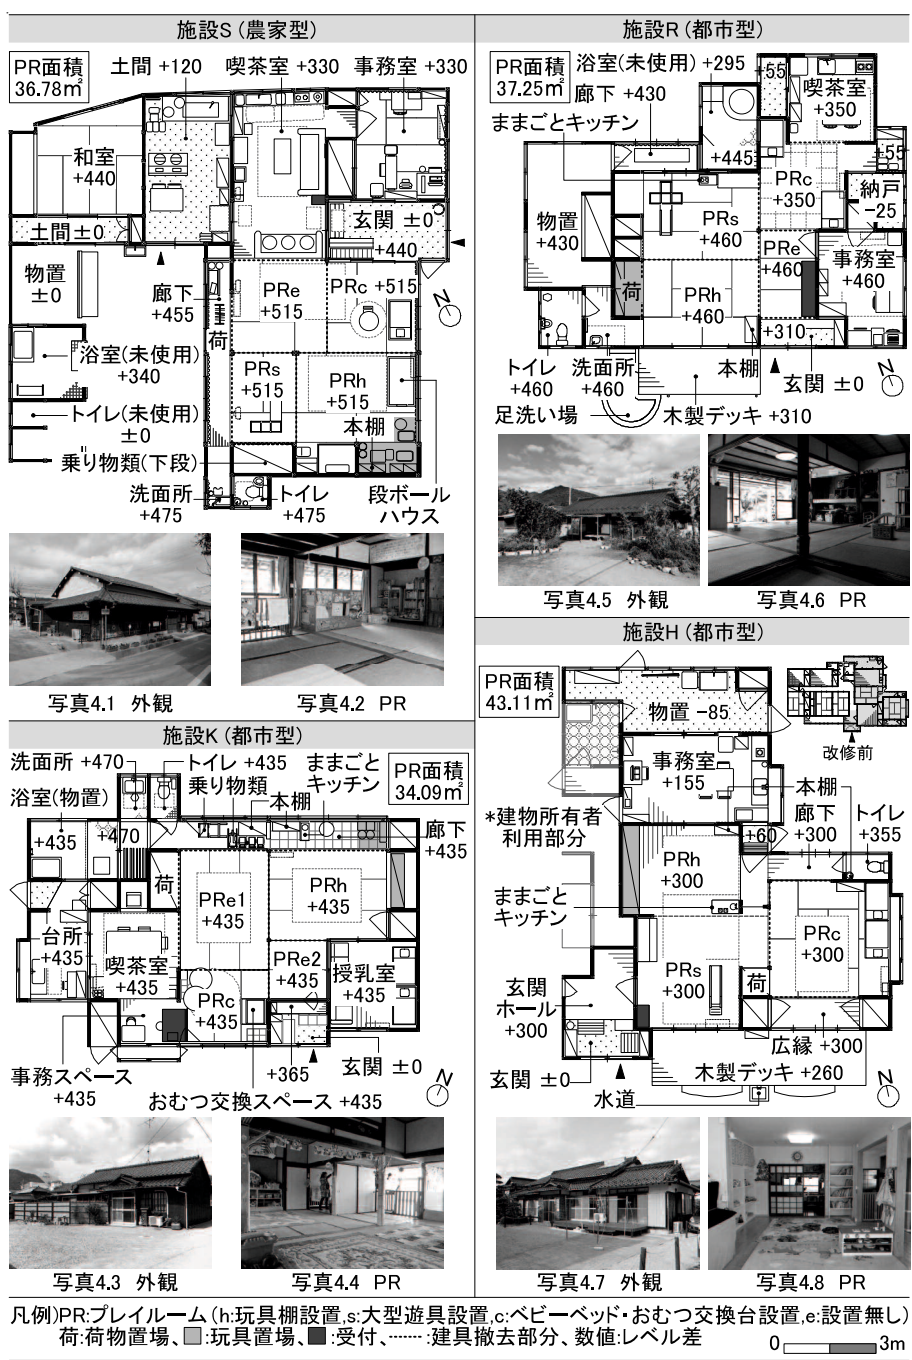 施設S（農家型）
PR面積
36.78㎡
土間 +120
喫茶室 +330
事務室 +330
和室
+440
土間 ±0
玄関 ±0
+440
物置
±0
廊下
+455
荷
PRe
+515
PRc +515
N
浴室(未使用)
+340
PRs
+515
PRh
+515
トイレ(未使用)
±0
本棚
乗り物類(下段)
洗面所
+475
トイレ
+475
段ボール
ハウス
写真4.1 外観
写真4.2 PR
施設K（都市型）
洗面所 +470
トイレ +435
乗り物類
本棚
ままごと
キッチン
PR面積
34.09㎡
浴室(物置)
+435
+470
廊下
+435
荷
PRe1
+435
PRh
+435
台所
+435
喫茶室
+435
PRe2
+435
授乳室
+435
PRc
+435
+365
玄関 ±0
事務スペース
+435
おむつ交換スペース +435
N
写真4.3 外観
写真4.4 PR
施設R（都市型）
PR面積
37.25㎡
浴室(未使用) +295
廊下 +430
ままごとキッチン
+55
喫茶室
+350
+445
+55
PRc
+350
納戸
-25
物置
+430
PRs
+460
PRe
+460
事務室
+460
荷
PRh
+460
+310
トイレ
+460
洗面所
+460
本棚
玄関 ±0
足洗い場
木製デッキ +310
N
写真4.5 外観
写真4.6 PR
施設H（都市型）
PR面積
43.11㎡
物置 -85
改修前
事務室
+155
本棚
*建物所有者
利用部分
+60
廊下
+300
トイレ
+355
PRh
+300
ままごと
キッチン
PRc
+300
PRs
+300
荷
玄関
ホール
+300
広縁 +300
玄関 ±0
木製デッキ +260
水道
N
写真4.7 外観
写真4.8 PR
凡例)PR:プレイルーム（h:玩具棚設置,s:大型遊具設置,c:ベビーベッド・おむつ交換台設置,e:設置無し）
荷:荷物置場、:玩具置場、:受付、:建具撤去部分、数値:レベル差
0 3m